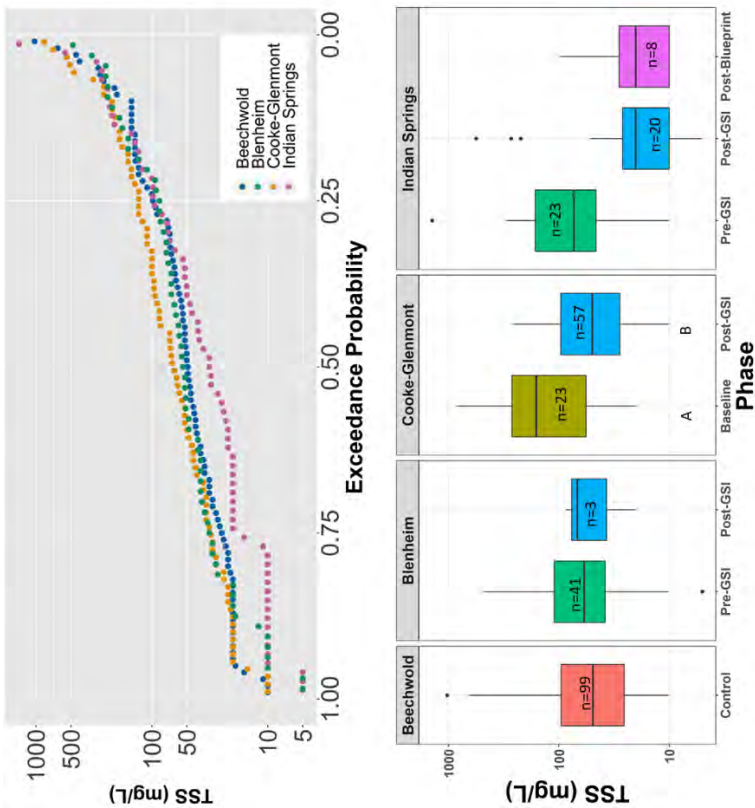 1000
500
100
50
10
5
TSS (mg/L)
1.00
0.75
0.50
0.25
0.00
Exceedance Probability
Beechwold
Blenheim
Cooke-Glenmont
Indian Springs
Beechwold
Blenheim
Cooke-Glenmont
Indian Springs
1000
100
10
TSS (mg/L)
n=99
n=41
n=3
n=23
n=57
n=23
n=20
n=8
A
B
Control
Pre-GSI
Post-GSI
Baseline
Post-GSI
Pre-GSI
Post-GSI
Post-Blueprint
Phase